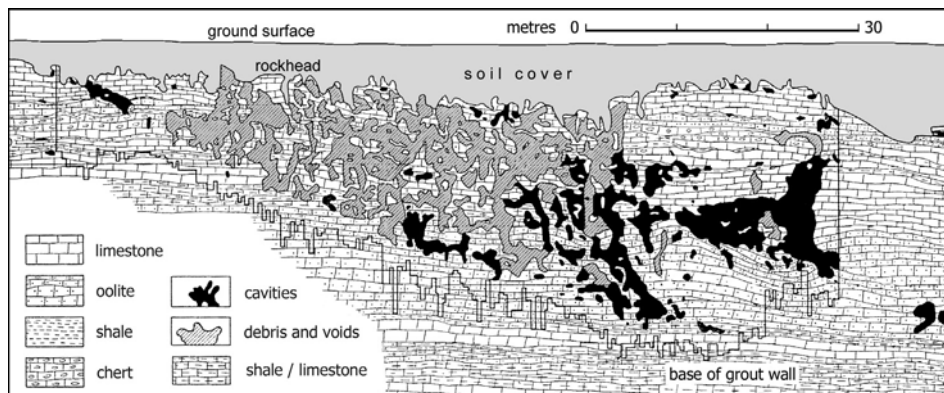 ground surface
metres 0 30
rockhead
soil cover
limestone
oolite
shale
chert
cavities
debris and voids
shale / limestone
base of grout wall